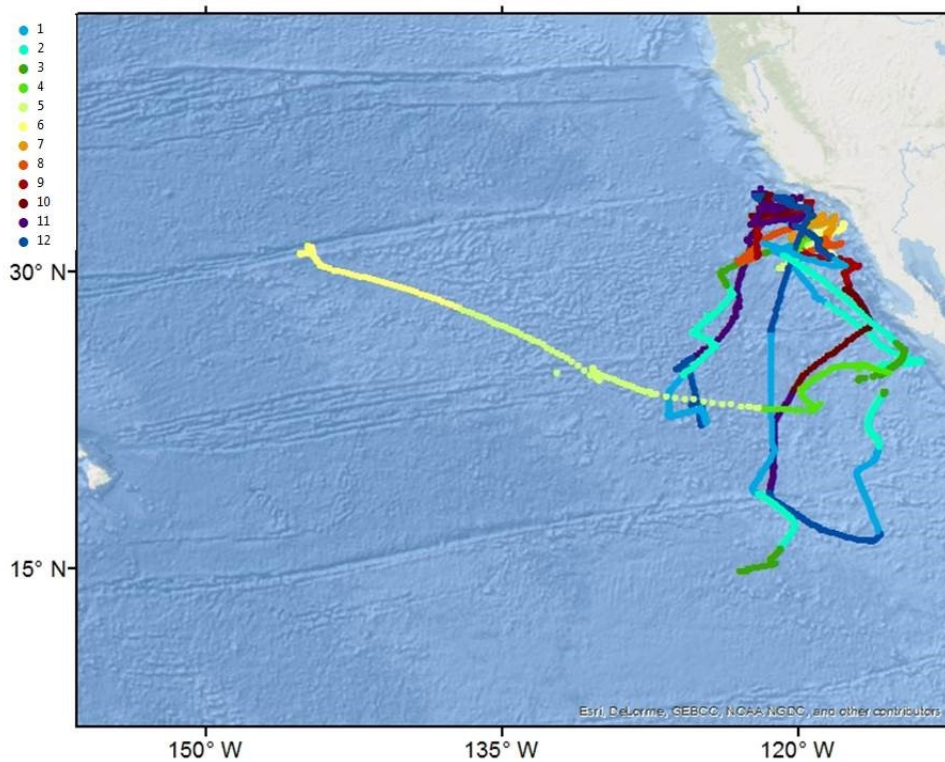 1
2
3
4
5
6
7
8
9
10
11
12
30° N
15° N
Esri, DeLorme, GEBCO, NOAA NGDC, and other contributors
150° W
135° W
120° W